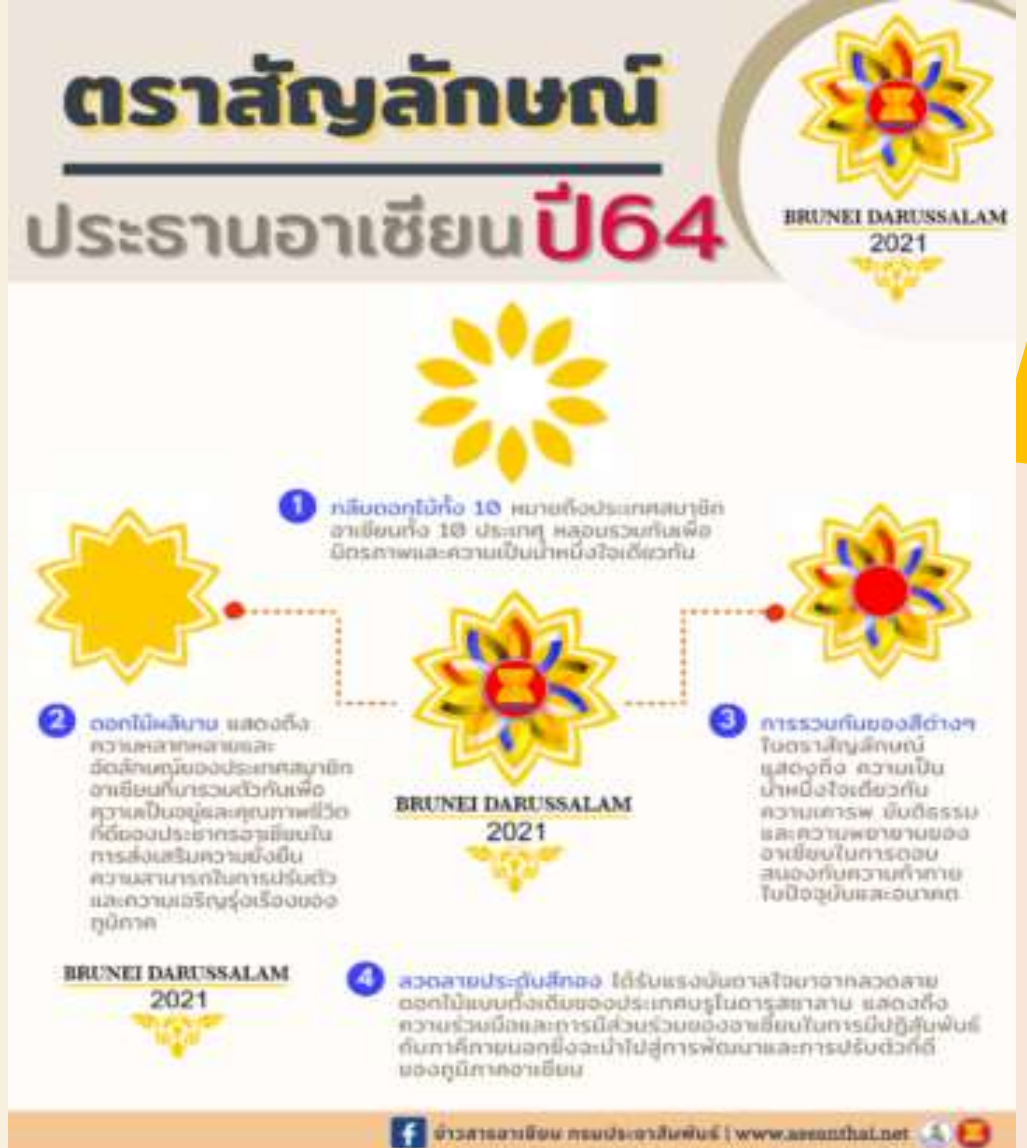 ตราสัญลักษณ์
ประธานอาเซียน ปี64
BRUNEI DARUSSALAM
2021
1 กลีบดอกไม้ทั้ง 10 หมายถึงประเทศสมาชิก
อาเซียนทั้ง 10 ประเทศ หลอมรวมกันเพื่อ
มิตรภาพและความเป็นน้ำหนึ่งใจเดียวกัน
2 ดอกไม้ผลิบาน แสดงถึง
ความหลากหลายและ
อัตลักษณ์ของประเทศสมาชิก
อาเซียนที่มารวมตัวกันเพื่อ
ความเป็นอยู่และคุณภาพชีวิต
ที่ดีของประชากรอาเซียนใน
การส่งเสริมความยั่งยืน
ความสามารถในการปรับตัว
และความเจริญรุ่งเรืองของ
ภูมิภาค
BRUNEI DARUSSALAM
2021
3 การรวมกันของสีต่างๆ
ในตราสัญลักษณ์
แสดงถึง ความเป็น
น้ำหนึ่งใจเดียวกัน
ความเคารพ ขันติธรรม
และความพยายามของ
อาเซียนในการตอบ
สนองกับความท้าทาย
ในปัจจุบันและอนาคต
BRUNEI DARUSSALAM
2021
4 ลวดลายประดับสีทอง ได้รับแรงบันดาลใจมาจากลวดลาย
ดอกไม้แบบดั้งเดิมของประเทศบรูไนดารุสซาลาม แสดงถึง
ความร่วมมือและการมีส่วนร่วมของอาเซียนในการมีปฏิสัมพันธ์
กับภาคีภายนอกซึ่งจะนำไปสู่การพัฒนาและการปรับตัวที่ดี
ของภูมิภาคอาเซียน
ข่าวสารอาเซียน กรมประชาสัมพันธ์ | www.aseanthai.net